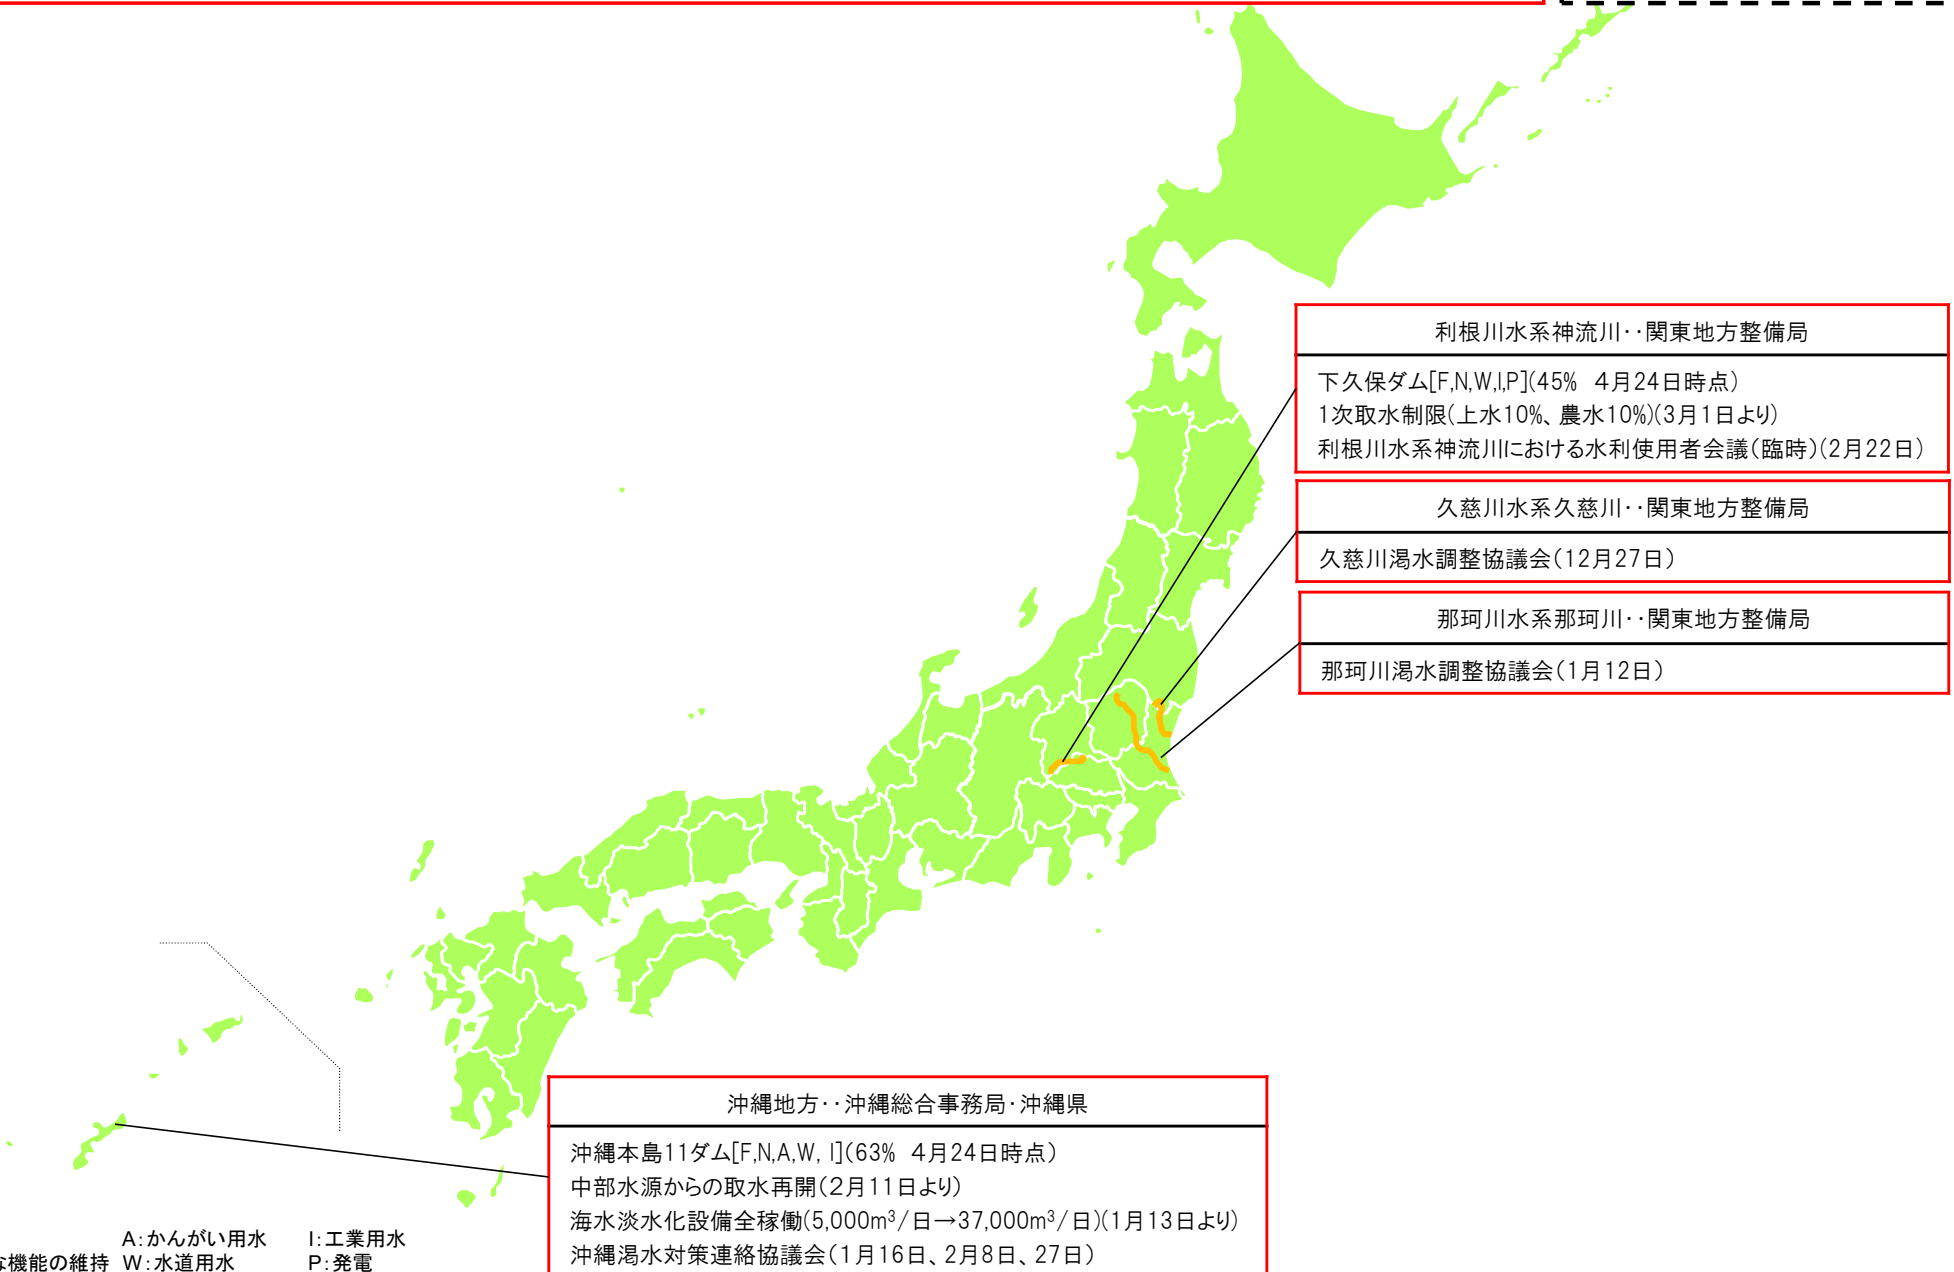 利根川水系神流川‥関東地方整備局
下久保ダム[F,N,W,I,P](45% 4月24日時点)
1次取水制限(上水10%、農水10%)(3月1日より)
利根川水系神流川における水利使用者会議(臨時)(2月22日)
久慈川水系久慈川‥関東地方整備局
久慈川渇水調整協議会(12月27日)
那珂川水系那珂川‥関東地方整備局
那珂川渇水調整協議会(1月12日)
沖縄地方‥沖縄総合事務局・沖縄県
沖縄本島11ダム[F,N,A,W, I](63% 4月24日時点)
中部水源からの取水再開(2月11日より)
海水淡水化設備全稼働(5,000m³/日→37,000m³/日)(1月13日より)
沖縄渇水対策連絡協議会(1月16日、2月8日、27日)
A:かんがい用水 I:工業用水
な機能の維持 W:水道用水 P:発電